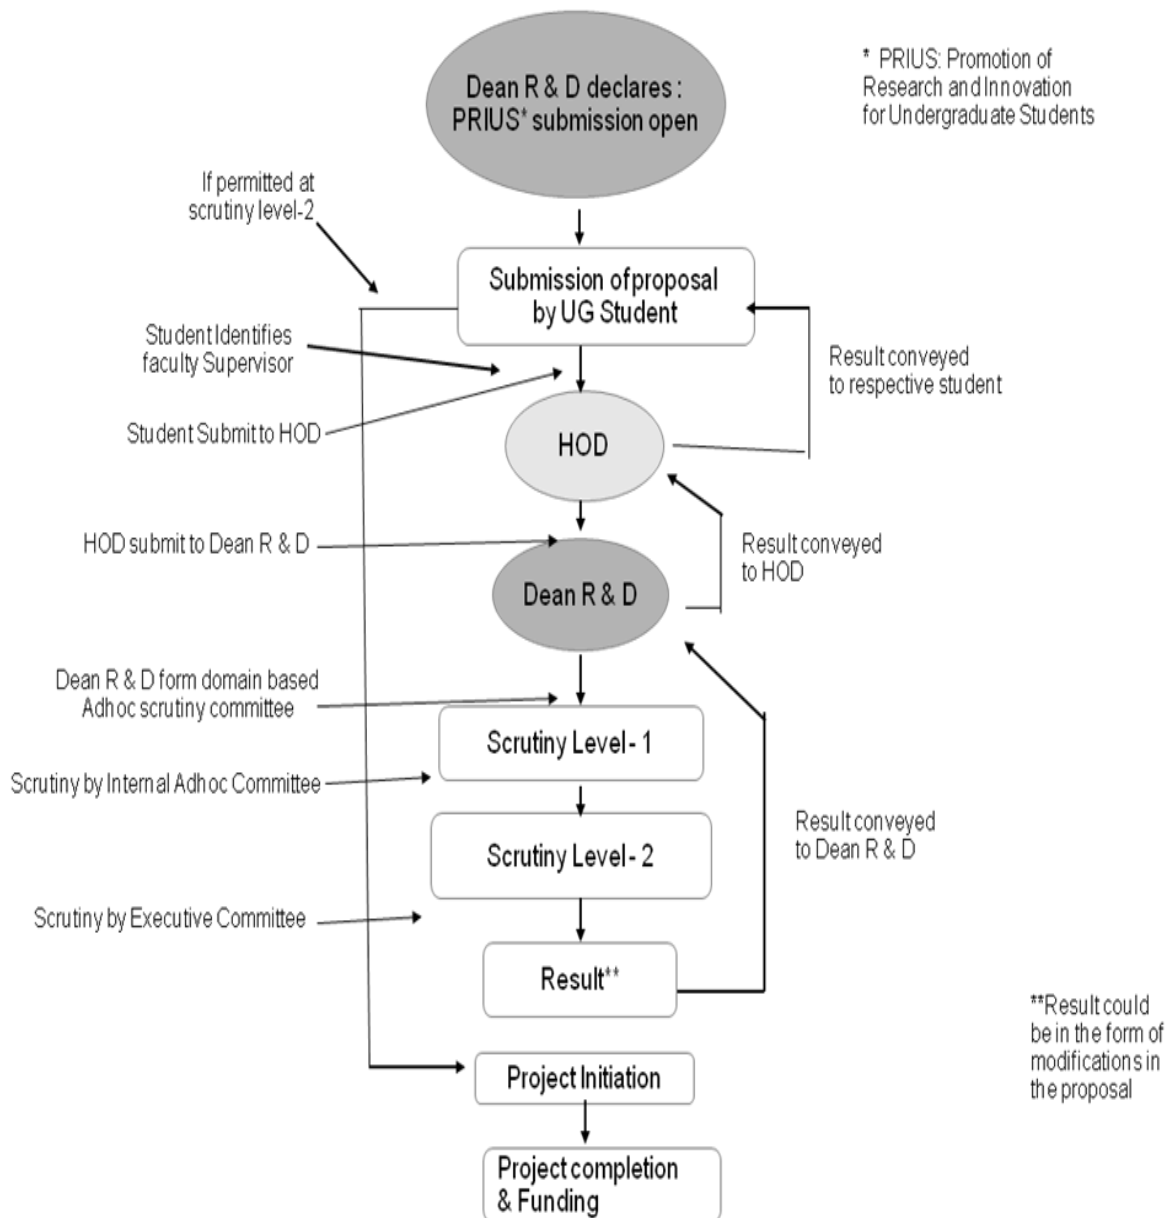 Dean R & D declares :
PRIUS* submission open
* PRIUS: Promotion of
Research and Innovation
for Undergraduate Students
If permitted at
scrutiny level-2
Submission of proposal
by UG Student
Student Identifies
faculty Supervisor
Result conveyed
to respective student
Student Submit to HOD
HOD
HOD submit to Dean R & D
Result conveyed
to HOD
Dean R & D
Dean R & D form domain based
Adhoc scrutiny committee
Scrutiny Level - 1
Scrutiny by Internal Adhoc Committee
Result conveyed
to Dean R & D
Scrutiny Level - 2
Scrutiny by Executive Committee
Result**
**Result could
be in the form of
modifications in
the proposal
Project Initiation
Project completion
& Funding